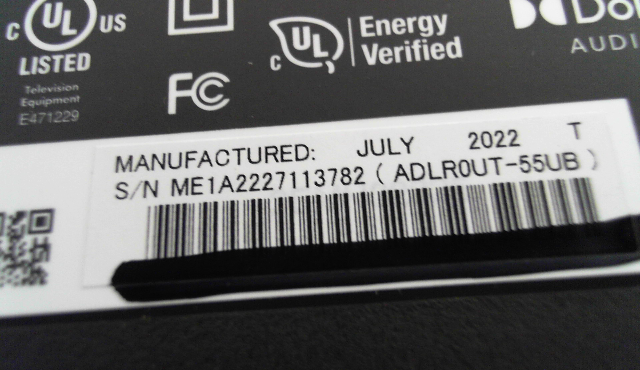 c UL US
LISTED
Television
Equipment
E471229
FC
c UL Energy
Verified
AUDI
MANUFACTURED: JULY 2022 T
S/N ME1A2227113782 ( ADLR0UT-55UB )